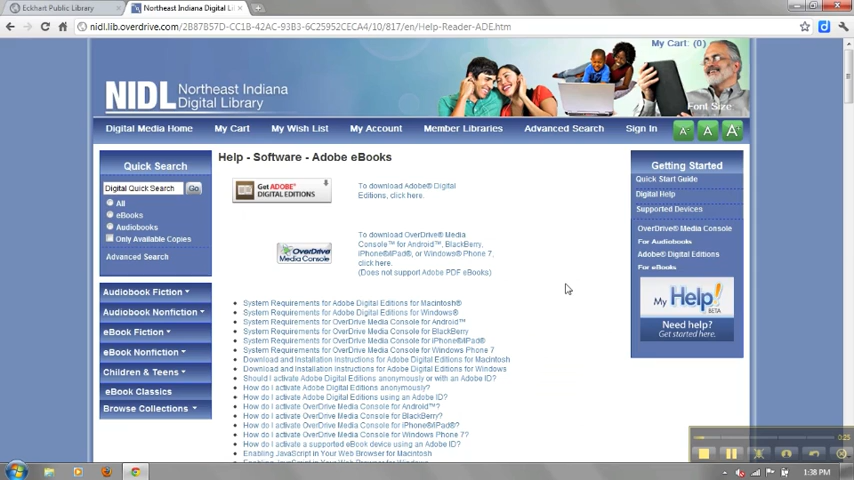 Eckhart Public Library
Northeast Indiana Digital Li
nidl.lib.overdrive.com/2B87B57D-CC1B-42AC-93B3-6C25952ECA54/10/817/en/Help-Reader-ADE.htm
My Cart: (0)
NIDL Northeast Indiana
Digital Library
Font Size
Digital Media Home My Cart My Wish List My Account Member Libraries Advanced Search Sign In
Quick Search
Digital Quick Search Go
All
eBooks
Audiobooks
Only Available Copies
Advanced Search
Audiobook Fiction
Audiobook Nonfiction
eBook Fiction
eBook Nonfiction
Children & Teens
eBook Classics
Browse Collections
Help - Software - Adobe eBooks
Get ADOBE®
DIGITAL EDITIONS
To download Adobe® Digital
Editions, click here.
OverDrive
Media Console
To download OverDrive® Media
Console™ for Android™, BlackBerry,
iPhone®/iPad®, or Windows® Phone 7,
click here.
(Does not support Adobe PDF eBooks)
System Requirements for Adobe Digital Editions for Macintosh®
System Requirements for Adobe Digital Editions for Windows®
System Requirements for OverDrive Media Console for Android™
System Requirements for OverDrive Media Console for BlackBerry
System Requirements for OverDrive Media Console for iPhone®/iPad®
System Requirements for OverDrive Media Console for Windows Phone 7
Download and Installation Instructions for Adobe Digital Editions for Macintosh
Download and Installation Instructions for Adobe Digital Editions for Windows
Should I activate Adobe Digital Editions anonymously or with an Adobe ID?
How do I activate Adobe Digital Editions anonymously?
How do I activate Adobe Digital Editions using an Adobe ID?
How do I activate OverDrive Media Console for Android™?
How do I activate OverDrive Media Console for BlackBerry?
How do I activate OverDrive Media Console for iPhone®/iPad®?
How do I activate OverDrive Media Console for Windows Phone 7?
How do I activate a supported eBook device using an Adobe ID?
Enabling JavaScript in Your Web Browser for Macintosh
Getting Started
Quick Start Guide
Digital Help
Supported Devices
OverDrive® Media Console
For Audiobooks
Adobe® Digital Editions
For eBooks
My Help!
BETA
Need help?
Get started here.
0:25
1:38 PM